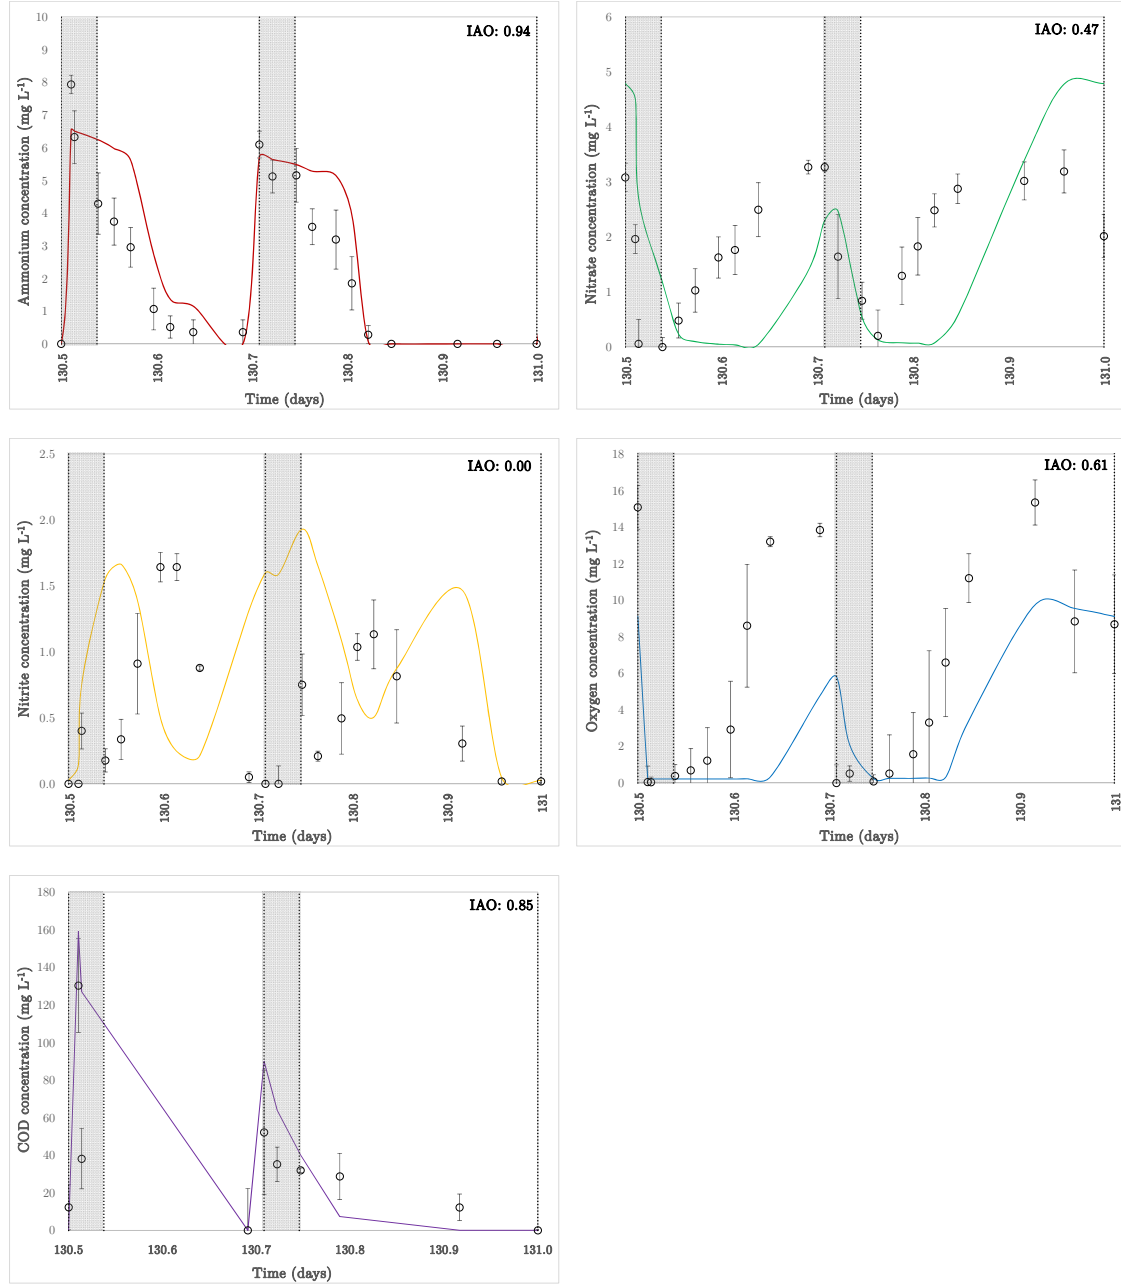 IAO: 0.94
Ammonium concentration (mg L-1)
10
9
8
7
6
5
4
3
2
1
0
130.5 130.6 130.7 130.8 130.9 131.0
Time (days)
IAO: 0.47
Nitrate concentration (mg L-1)
6
5
4
3
2
1
0
130.5 130.6 130.7 130.8 130.9 131.0
Time (days)
IAO: 0.00
Nitrite concentration (mg L-1)
2.5
2.0
1.5
1.0
0.5
0.0
130.5 130.6 130.7 130.8 130.9 131
Time (days)
IAO: 0.61
Oxygen concentration (mg L-1)
18
16
14
12
10
8
6
4
2
0
130.5 130.6 130.7 130.8 130.9 131
Time (days)
IAO: 0.85
COD concentration (mg L-1)
180
160
140
120
100
80
60
40
20
0
130.5 130.6 130.7 130.8 130.9 131.0
Time (days)